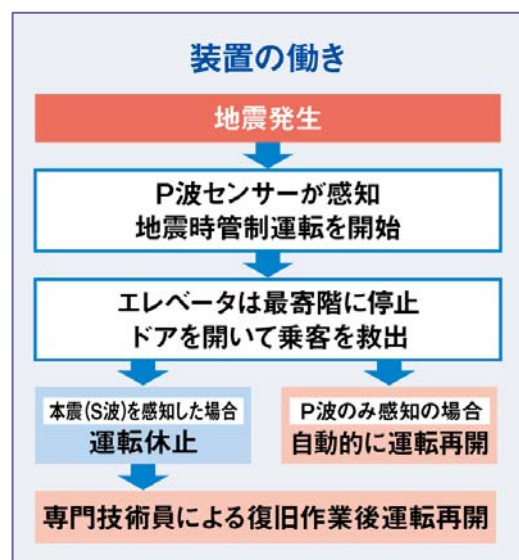 装置の働き
地震発生
P波センサーが感知
地震時管制運転を開始
エレベータは最寄階に停止
ドアを開いて乗客を救出
本震(S波)を感知した場合
運転休止
P波のみ感知の場合
自動的に運転再開
専門技術員による復旧作業後運転再開